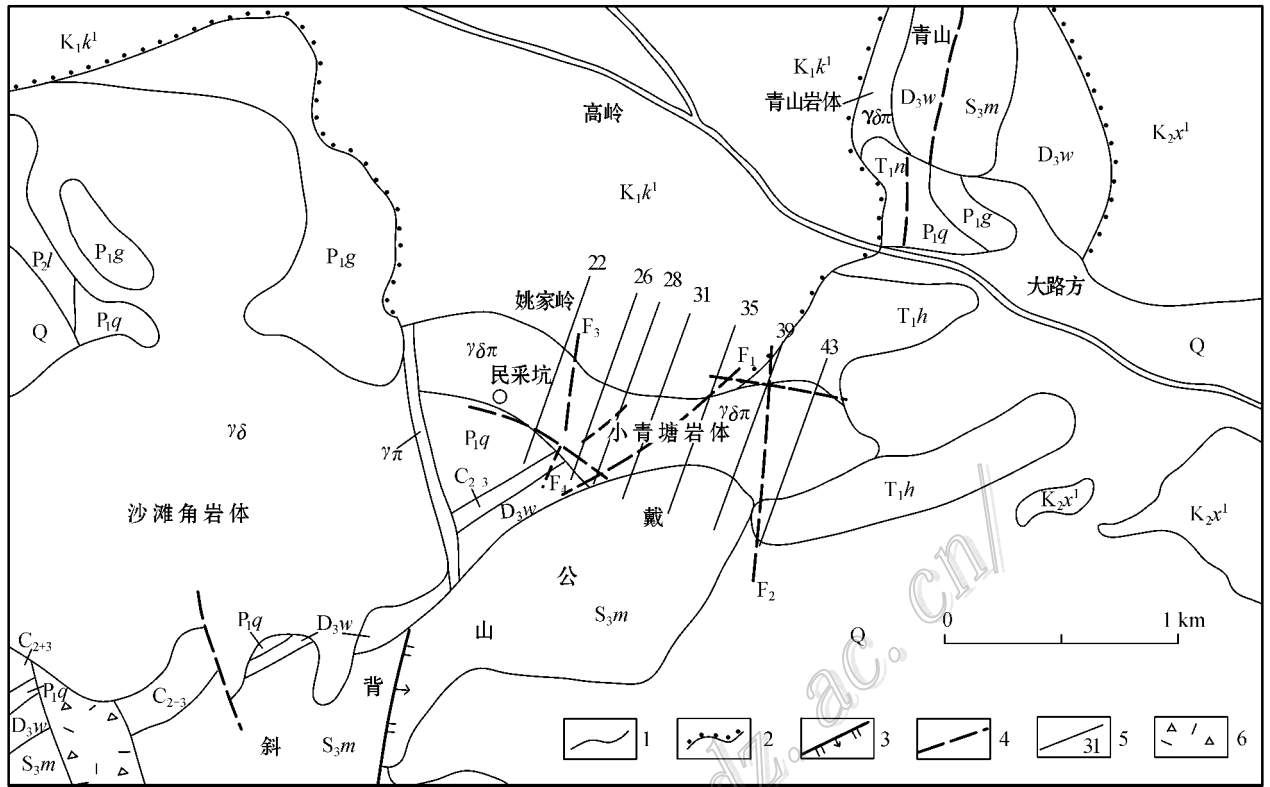 K₁k¹
青山
K₁k¹
青山岩体
γδπ
D₃w
S₃m
D₃w
K₂x¹
高岭
T₁n
K₁k¹
P₁g
P₁q
P₁g
P₁g
P₂l
P₁q
Q
大路方
T₁h
Q
姚家岭
22
26
28
31
35
39
43
F₃
F₁
γδπ
民采坑
小青塘岩体
γδπ
γδ
γπ
P₁q
C₂₋₃
F₄
D₃w
T₁h
K₂x¹
K₂x¹
沙滩角岩体
戴
公
山
背
斜
F₂
S₃m
Q
0 1 km
P₁q
D₃w
C₂₊₃
P₁q
C₂₋₃
D₃w
S₃m
S₃m
1
2
3
4
31
5
6
dz.ac.cn/